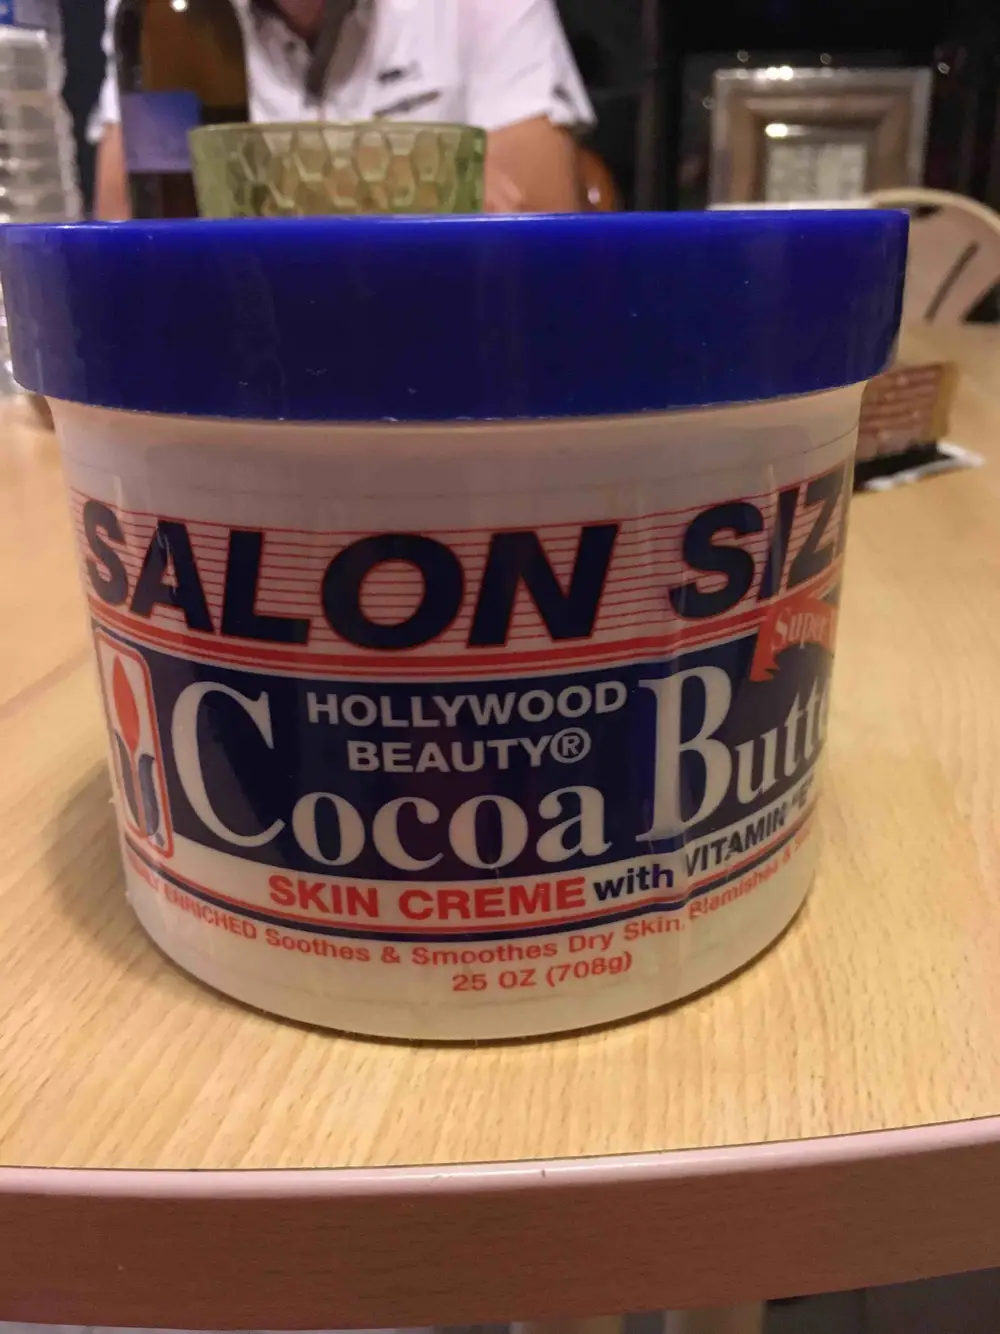 SALON SIZ
Super
HOLLYWOOD
BEAUTY®
Cocoa Butt
SKIN CREME with VITAMIN "E"
ENRICHED Soothes & Smoothes Dry Skin, Blemishes &
25 OZ (708g)